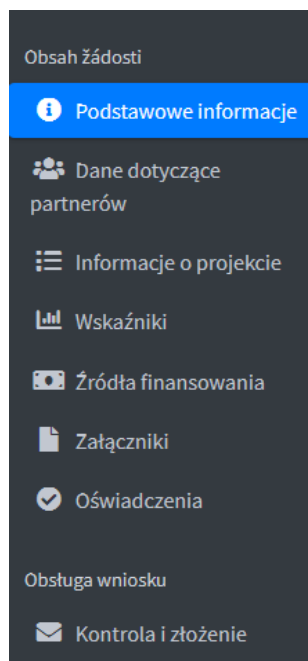 Obsah žádosti
Podstawowe informacje
Dane dotyczące
partnerów
Informacje o projekcie
Wskaźniki
Źródła finansowania
Załączniki
Oświadczenia
Obsługa wniosku
Kontrola i złożenie